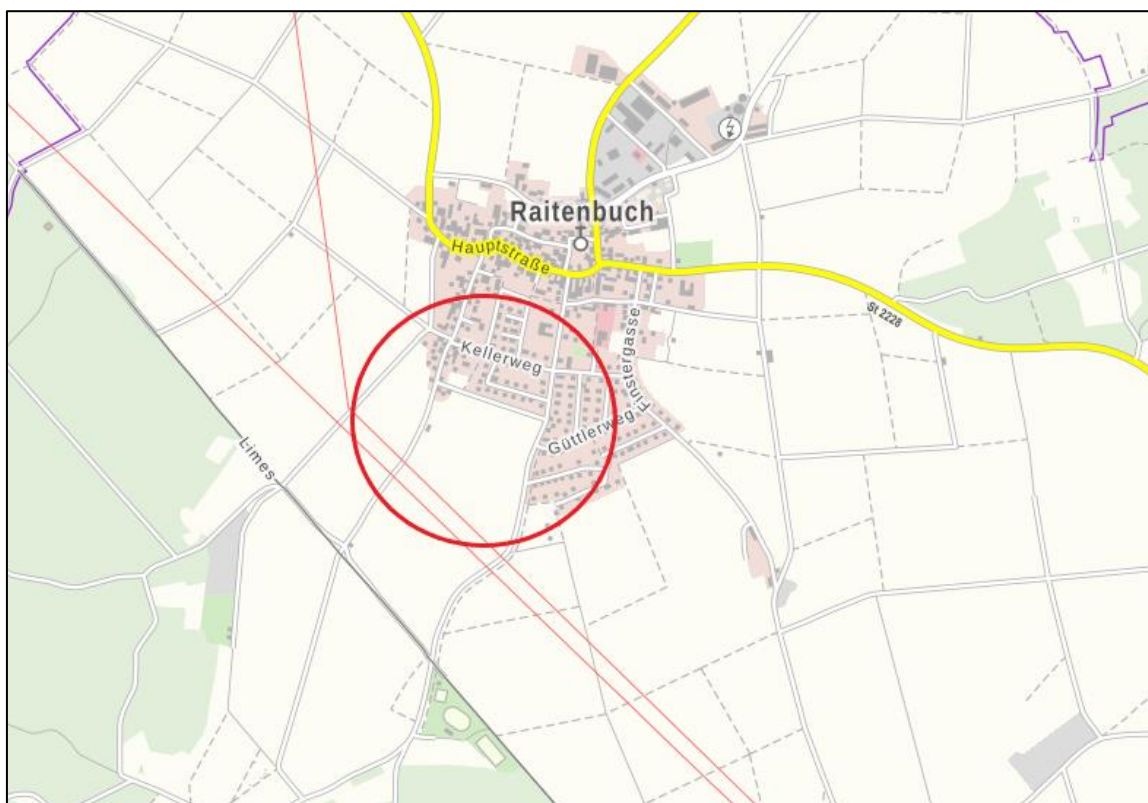 Raitenbuch
Hauptstraße
St 2228
Kellerweg
Finstergasse
Güttlerweg
Limes